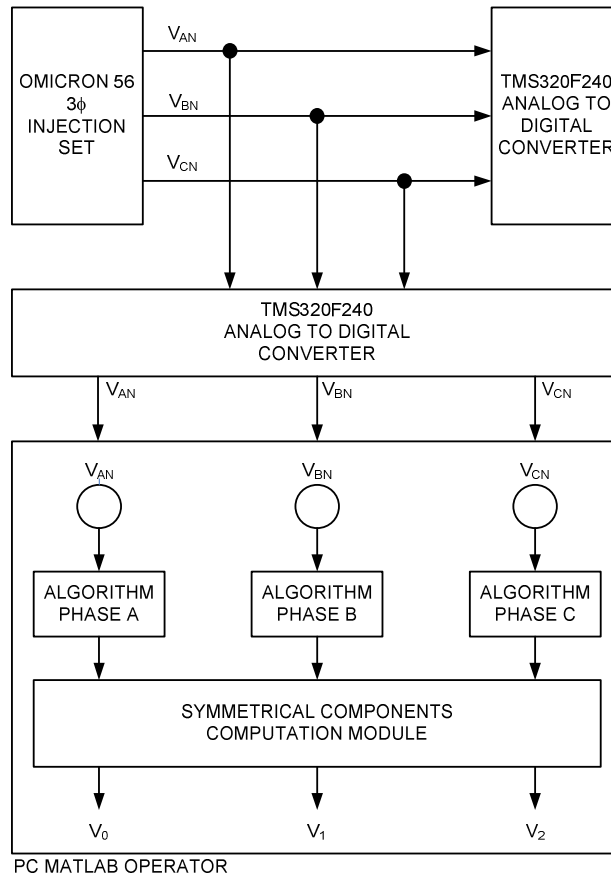 OMICRON 56
3ϕ
INJECTION
SET
V_AN
V_BN
V_CN
TMS320F240
ANALOG TO
DIGITAL
CONVERTER
TMS320F240
ANALOG TO DIGITAL
CONVERTER
V_AN
V_BN
V_CN
V_AN
V_BN
V_CN
ALGORITHM
PHASE A
ALGORITHM
PHASE B
ALGORITHM
PHASE C
SYMMETRICAL COMPONENTS
COMPUTATION MODULE
V_0
V_1
V_2
PC MATLAB OPERATOR